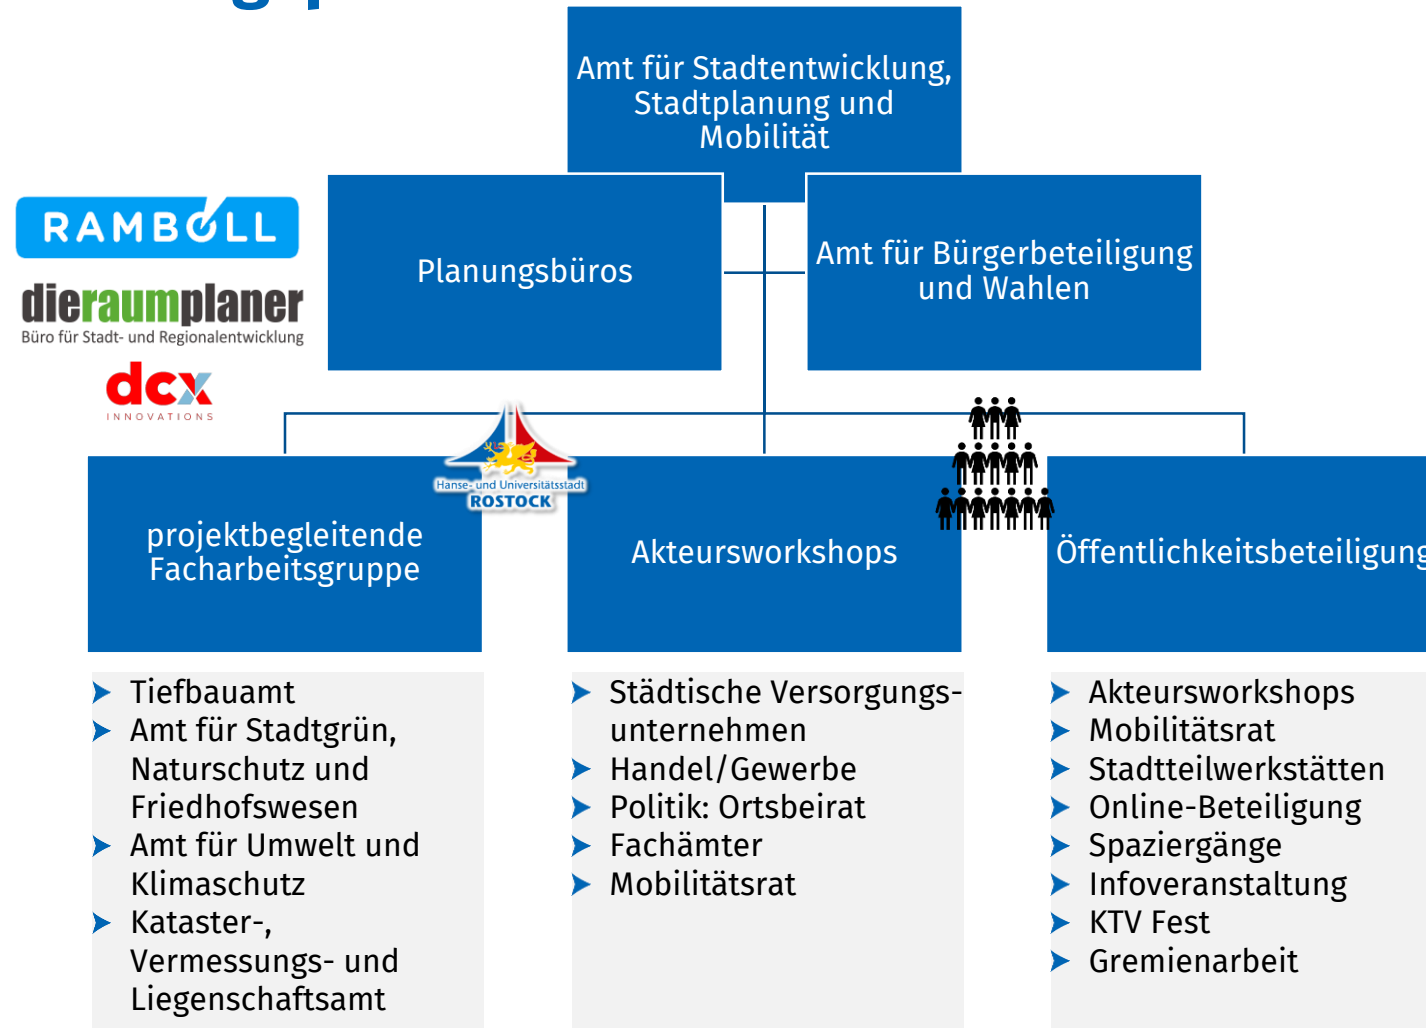 Amt für Stadtentwicklung,
Stadtplanung und
Mobilität
RAMBOLL
dieraumplaner
Büro für Stadt- und Regionalentwicklung
dcx
INNOVATIONS
Planungsbüros
Amt für Bürgerbeteiligung
und Wahlen
Hanse- und Universitätsstadt
ROSTOCK
projektbegleitende
Facharbeitsgruppe
Akteursworkshops
Öffentlichkeitsbeteiligung
Tiefbauamt
Amt für Stadtgrün,
Naturschutz und
Friedhofswesen
Amt für Umwelt und
Klimaschutz
Kataster-,
Vermessungs- und
Liegenschaftsamt
Städtische Versorgungs-
unternehmen
Handel/Gewerbe
Politik: Ortsbeirat
Fachämter
Mobilitätsrat
Akteursworkshops
Mobilitätsrat
Stadtteilwerkstätten
Online-Beteiligung
Spaziergänge
Infoveranstaltung
KTV Fest
Gremienarbeit